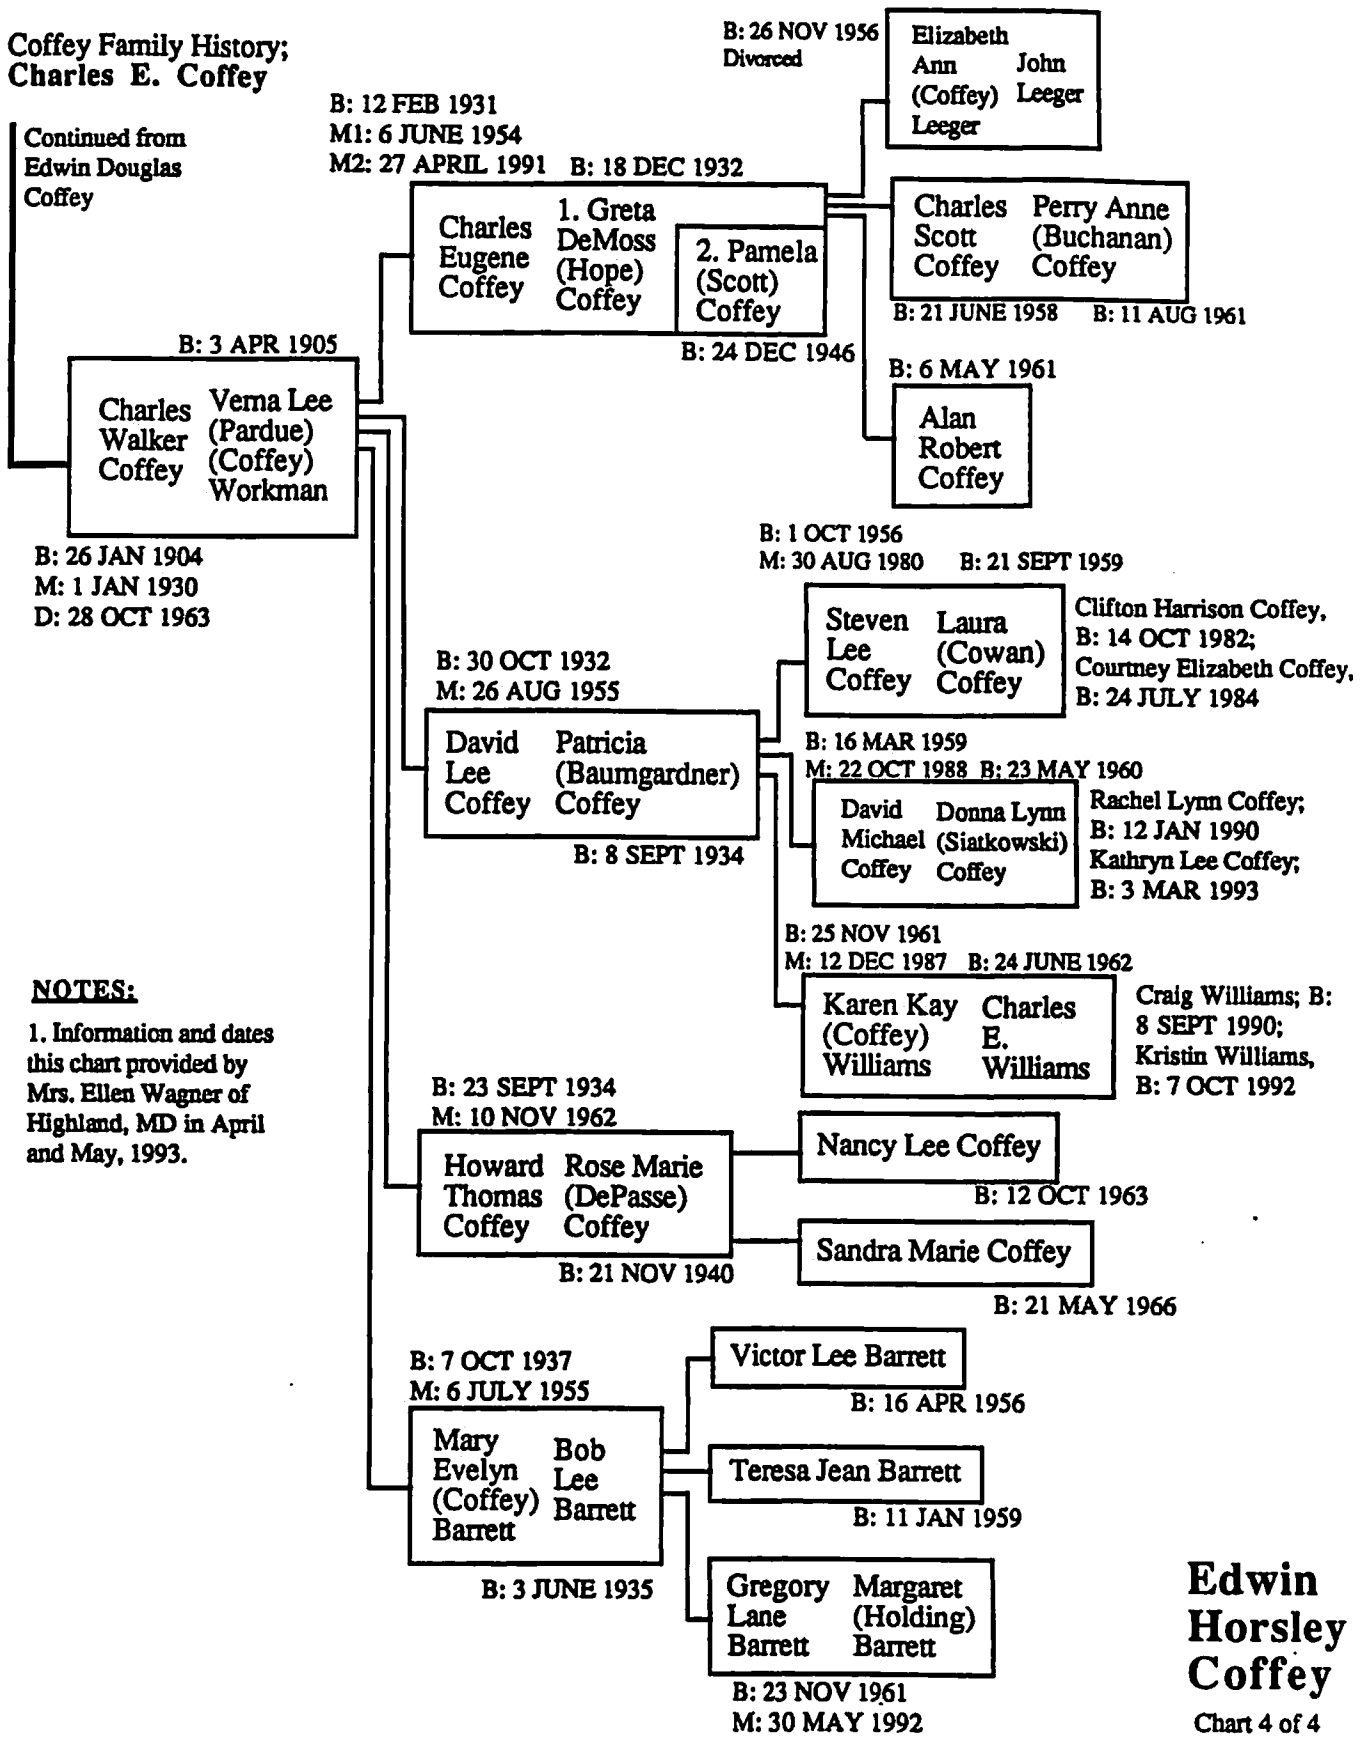 Coffey Family History;
Charles E. Coffey
Continued from
Edwin Douglas
Coffey
B: 3 APR 1905
Charles
Walker
Coffey
Verna Lee
(Pardue)
(Coffey)
Workman
B: 26 JAN 1904
M: 1 JAN 1930
D: 28 OCT 1963
B: 12 FEB 1931
M1: 6 JUNE 1954
M2: 27 APRIL 1991
B: 18 DEC 1932
Charles
Eugene
Coffey
1. Greta
DeMoss
(Hope)
Coffey
2. Pamela
(Scott)
Coffey
B: 24 DEC 1946
B: 26 NOV 1956
Divorced
Elizabeth
Ann
(Coffey)
Leeger
John
Leeger
Charles
Scott
Coffey
Perry Anne
(Buchanan)
Coffey
B: 21 JUNE 1958
B: 11 AUG 1961
B: 6 MAY 1961
Alan
Robert
Coffey
B: 30 OCT 1932
M: 26 AUG 1955
David
Lee
Coffey
Patricia
(Baumgardner)
Coffey
B: 8 SEPT 1934
B: 1 OCT 1956
M: 30 AUG 1980
B: 21 SEPT 1959
Steven
Lee
Coffey
Laura
(Cowan)
Coffey
Clifton Harrison Coffey,
B: 14 OCT 1982;
Courtney Elizabeth Coffey,
B: 24 JULY 1984
B: 16 MAR 1959
M: 22 OCT 1988
B: 23 MAY 1960
David
Michael
Coffey
Donna Lynn
(Siatkowski)
Coffey
Rachel Lynn Coffey;
B: 12 JAN 1990
Kathryn Lee Coffey;
B: 3 MAR 1993
B: 25 NOV 1961
M: 12 DEC 1987
B: 24 JUNE 1962
Karen Kay
(Coffey)
Williams
Charles
E.
Williams
Craig Williams; B:
8 SEPT 1990;
Kristin Williams,
B: 7 OCT 1992
NOTES:
1. Information and dates
this chart provided by
Mrs. Ellen Wagner of
Highland, MD in April
and May, 1993.
B: 23 SEPT 1934
M: 10 NOV 1962
Howard
Thomas
Coffey
Rose Marie
(DePasse)
Coffey
B: 21 NOV 1940
Nancy Lee Coffey
B: 12 OCT 1963
Sandra Marie Coffey
B: 21 MAY 1966
B: 7 OCT 1937
M: 6 JULY 1955
Mary
Evelyn
(Coffey)
Barrett
Bob
Lee
Barrett
B: 3 JUNE 1935
Victor Lee Barrett
B: 16 APR 1956
Teresa Jean Barrett
B: 11 JAN 1959
Gregory
Lane
Barrett
Margaret
(Holding)
Barrett
B: 23 NOV 1961
M: 30 MAY 1992
Edwin
Horsley
Coffey
Chart 4 of 4